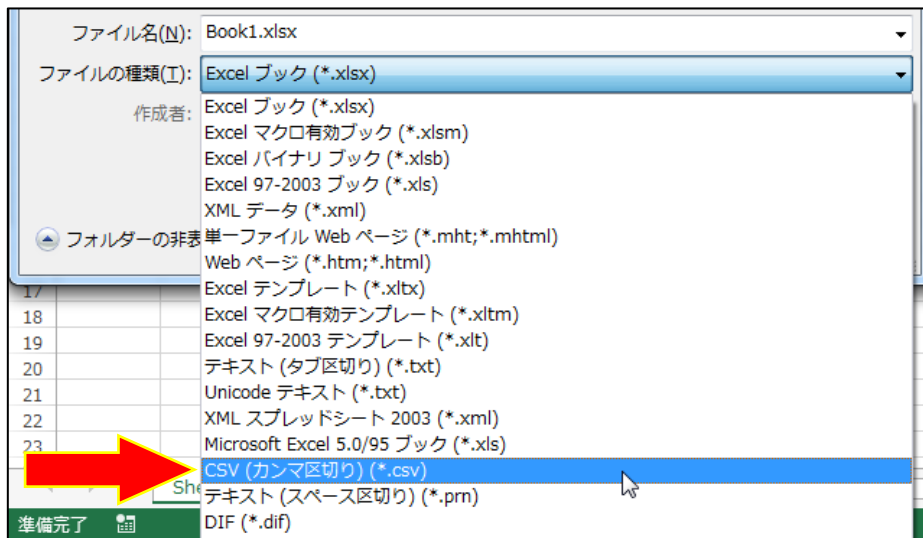 ファイル名(N): Book1.xlsx
ファイルの種類(T): Excel ブック (*.xlsx)
作成者:
Excel ブック (*.xlsx)
Excel マクロ有効ブック (*.xlsm)
Excel バイナリ ブック (*.xlsb)
Excel 97-2003 ブック (*.xls)
XML データ (*.xml)
フォルダーの非表
単一ファイル Web ページ (*.mht;*.mhtml)
Web ページ (*.htm;*.html)
Excel テンプレート (*.xltx)
Excel マクロ有効テンプレート (*.xltm)
Excel 97-2003 テンプレート (*.xlt)
テキスト (タブ区切り) (*.txt)
Unicode テキスト (*.txt)
XML スプレッドシート 2003 (*.xml)
Microsoft Excel 5.0/95 ブック (*.xls)
CSV (カンマ区切り) (*.csv)
テキスト (スペース区切り) (*.prn)
DIF (*.dif)
17
18
19
20
21
22
23
She
準備完了